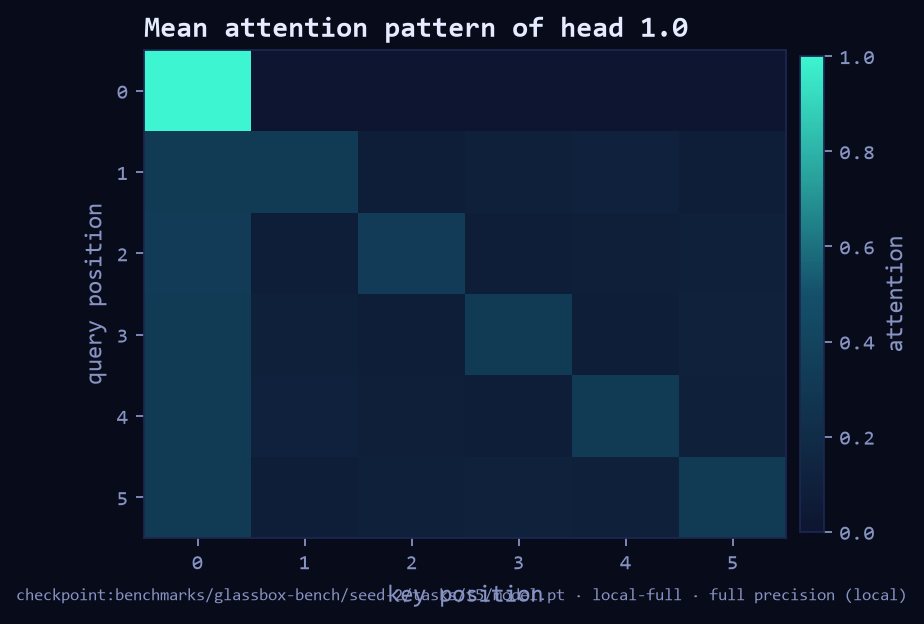 Mean attention pattern of head 1.0
query position
0
1
2
3
4
5
0 1 2 3 4 5
key position
1.0
0.8
0.6
0.4
0.2
0.0
attention
checkpoint:benchmarks/glassbox-bench/seed- .pt · local-full · full precision (local)